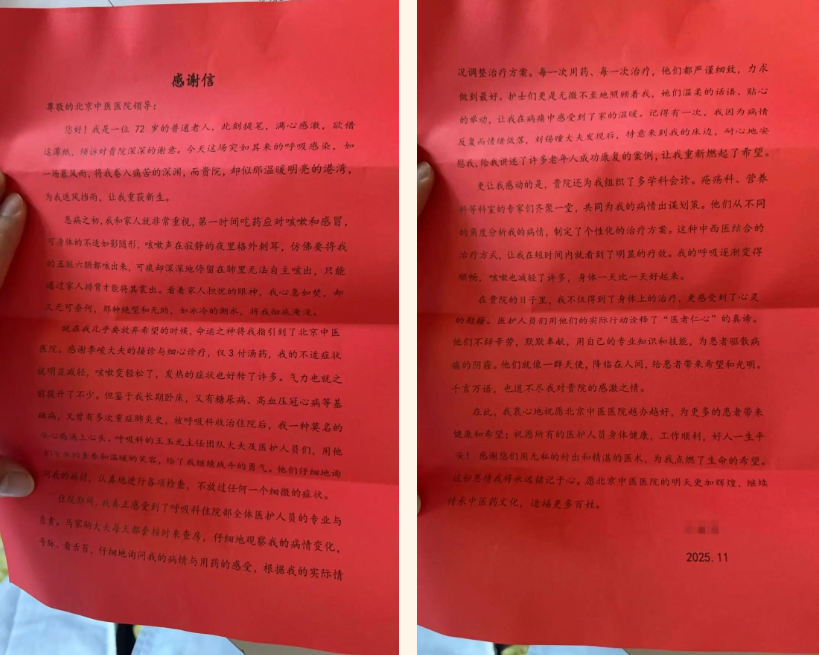 感谢信
尊敬的北京中医医院领导：
您好！我是一位 72 岁的普通老人，此刻提笔，满心感激，欲借
这薄纸，倾诉对贵院深深的谢意。今天这场突如其来的呼吸感染，如
一场暴风雨，将我卷入痛苦的深渊，而贵院，却似那温暖明亮的港湾，
为我遮风挡雨，让我重获新生。
患病之初，我和家人就非常重视，第一时间吃药应对咳嗽和感冒，
可身体的不适如影随形，咳嗽声在寂静的夜里格外刺耳，仿佛要将我
的五脏六腑都咳出来，可痰却深深地停留在肺里无法自主咳出，只能
通过家人排背才能将其震出。看着家人担忧的眼神，我心急如焚，却
又无可奈何，那种绝望和无助，如冰冷的潮水，将我彻底淹没。
就在我几乎要放弃希望的时候，命运之神将我指引到了北京中医
医院。感谢李 大夫的接诊与细心诊疗，仅 3 付汤药，我的不适症状
就明显减轻，咳嗽变轻松了，发热的症状也好转了许多。气力也就之
前提升了不少。但鉴于我长期卧床，又有糖尿病、高血压冠心病等基
础病，又曾有多次重症肺炎史，被呼吸科收治住院后，我一种莫名的
心感涌上心头。呼吸科的王玉光主任团队大夫及医护人员们，用他
们专业的素养和温暖的笑容，给了我继续战斗的勇气。他们仔细地询
问我的病情，认真地进行各项检查，不放过任何一个细微的症状。
住院期间，我真正感受到了呼吸科住院部全体医护人员的专业与
负责。 大夫每天都会按时来查房，仔细地观察我的病情变化，
号脉、看舌苔，仔细地询问我的病情与用药的感受，根据我的实际情
况调整治疗方案。每一次用药、每一次治疗，他们都严谨细致，力求
做到最好。护士们更是无微不至地照顾着我，她们温柔的话语、贴心
的举动，让我在病痛中感受到了家的温暖。记得有一次，我因为病情
反复而情绪低落，刘 大夫发现后，特意来到我的床边，耐心地安
慰我，给我讲述了许多老年人成功康复的案例，让我重新燃起了希望。
更让我感动的是，贵院还为我组织了多学科会诊。疮疡科、营养
科等科室的专家们齐聚一堂，共同为我的病情出谋划策。他们从不同
的角度分析我的病情，制定了个性化的治疗方案。这种中西医结合的
治疗方式，让我在短时间内就看到了明显的疗效。我的呼吸逐渐变得
顺畅，咳嗽也减轻了许多，身体一天比一天好起来。
在贵院的日子里，我不仅得到了身体上的治疗，更感受到了心灵
的慰藉。医护人员们用他们的实际行动诠释了“医者仁心”的真谛。
他们不辞辛劳，默默奉献，用自己的专业知识和技能，为患者驱散病
痛的阴霾。他们就像一群天使，降临在人间，给患者带来希望和光明。
千言万语，也道不尽我对贵院的感激之情。
在此，我衷心地祝愿北京中医医院越办越好，为更多的患者带来
健康和希望；祝愿所有的医护人员身体健康，工作顺利，好人一生平
安！感谢您们用无私的付出和精湛的医术，为我点燃了生命的希望。
这份恩情我将永远铭记于心。愿北京中医医院的明天更加辉煌，继续
传承中医药文化，造福更多百姓。
2025.11